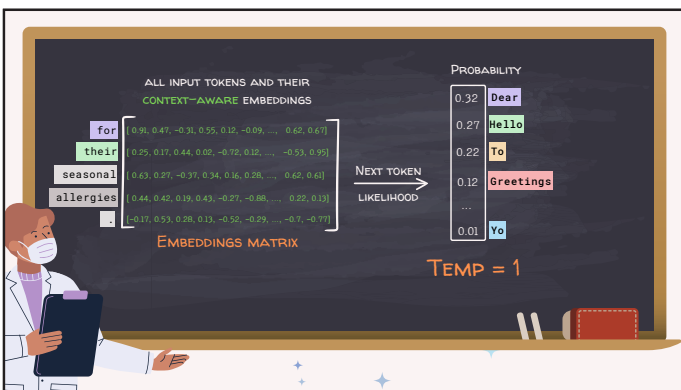 ALL INPUT TOKENS AND THEIR
CONTEXT-AWARE EMBEDDINGS
for [ 0.91, 0.47, -0.31, 0.55, 0.12, -0.09, ..., 0.62, 0.67]
their [ 0.25, 0.17, 0.44, 0.02, -0.72, 0.12, ..., -0.53, 0.95]
seasonal [ 0.63, 0.27, -0.37, 0.34, 0.16, 0.28, ..., 0.62, 0.61]
allergies [ 0.44, 0.42, 0.19, 0.43, -0.27, -0.88, ..., 0.22, 0.13]
. [-0.17, 0.53, 0.28, 0.13, -0.52, -0.29, ..., -0.7, -0.77]
EMBEDDINGS MATRIX
NEXT TOKEN
LIKELIHOOD
PROBABILITY
0.32 Dear
0.27 Hello
0.22 To
0.12 Greetings
...
0.01 Yo
TEMP = 1